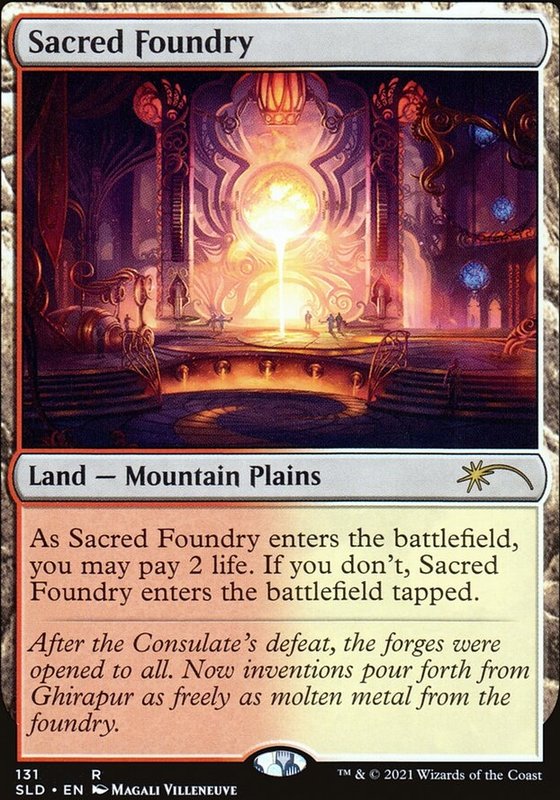 Sacred Foundry
Land — Mountain Plains
As Sacred Foundry enters the battlefield,
you may pay 2 life. If you don't, Sacred
Foundry enters the battlefield tapped.
After the Consulate's defeat, the forges were
opened to all. Now inventions pour forth from
Ghirapur as freely as molten metal from the
foundry.
131 R
SLD • EN Magali Villeneuve
™ & © 2021 Wizards of the Coast